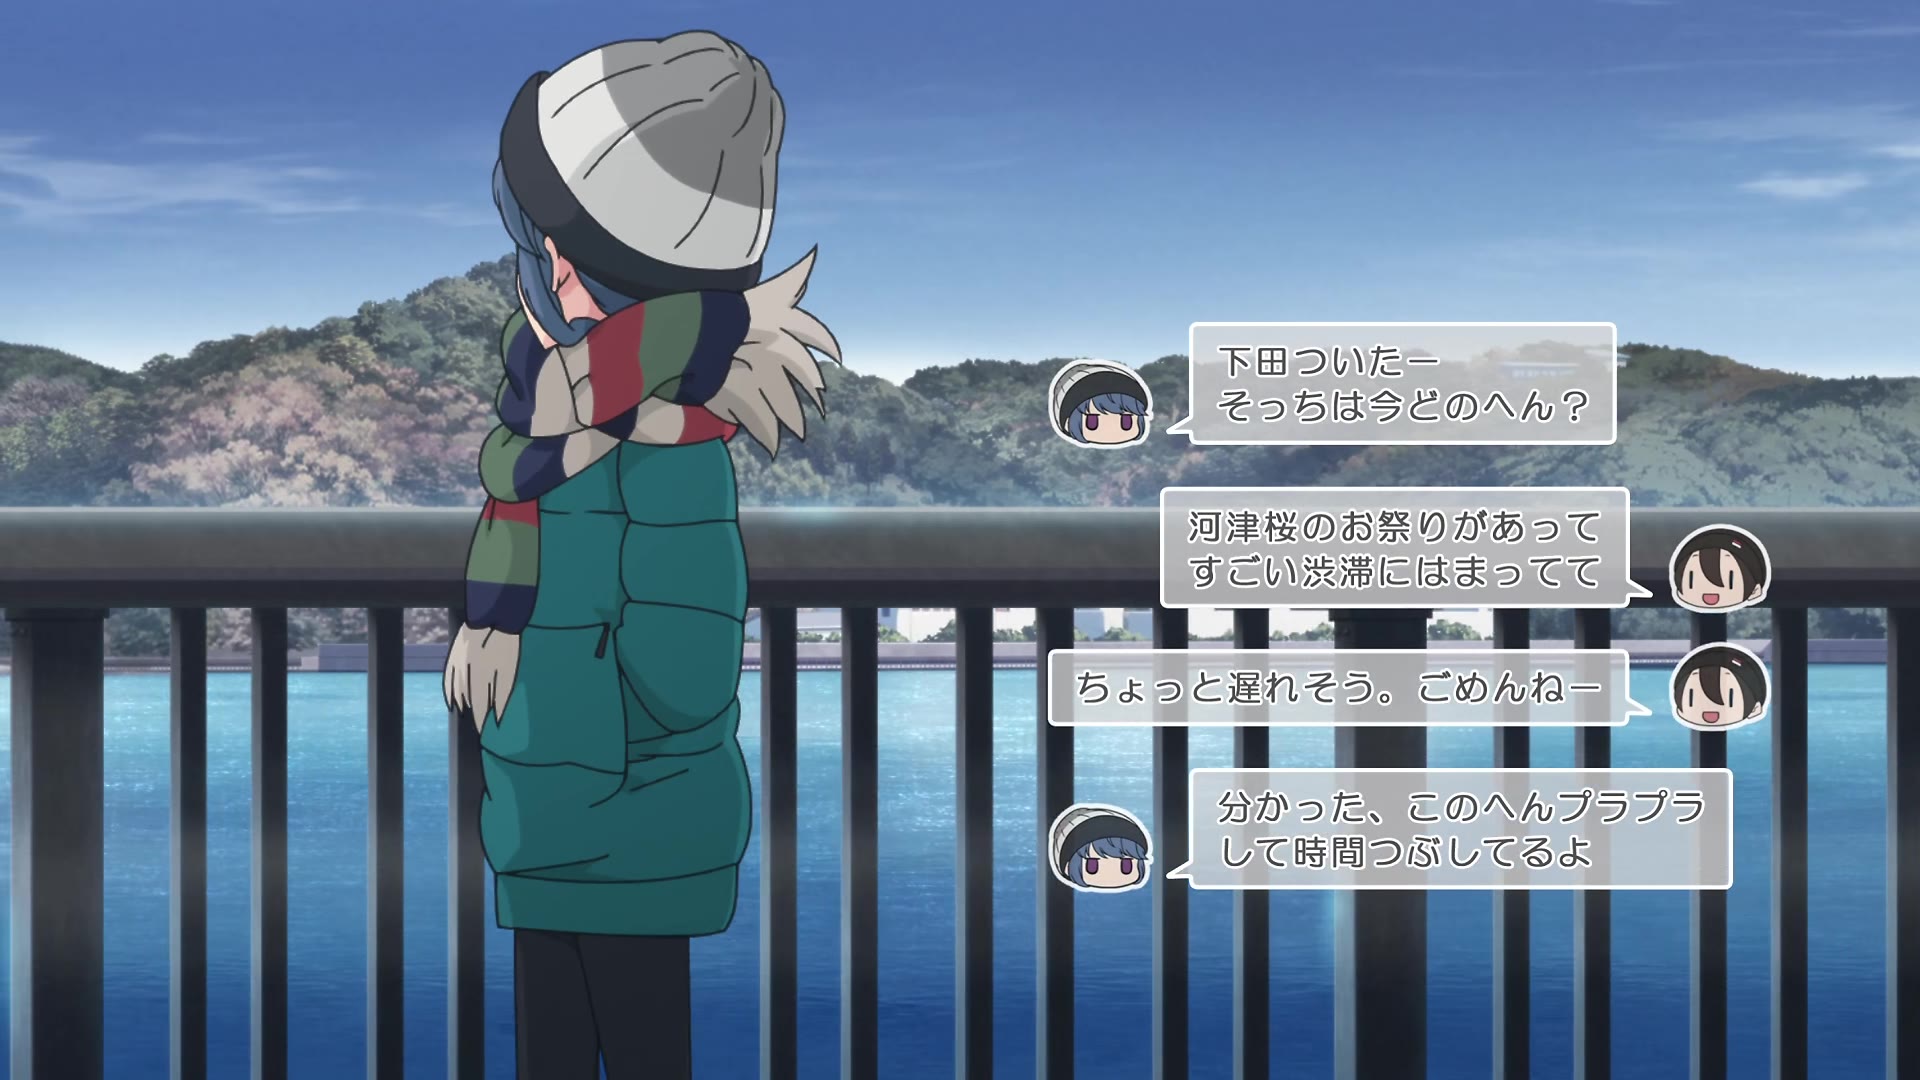 下田ついたー
そっちは今どのへん？
河津桜のお祭りがあって
すごい渋滞にはまってて
ちょっと遅れそう。ごめんねー
分かった、このへんプラプラ
して時間つぶしてるよ